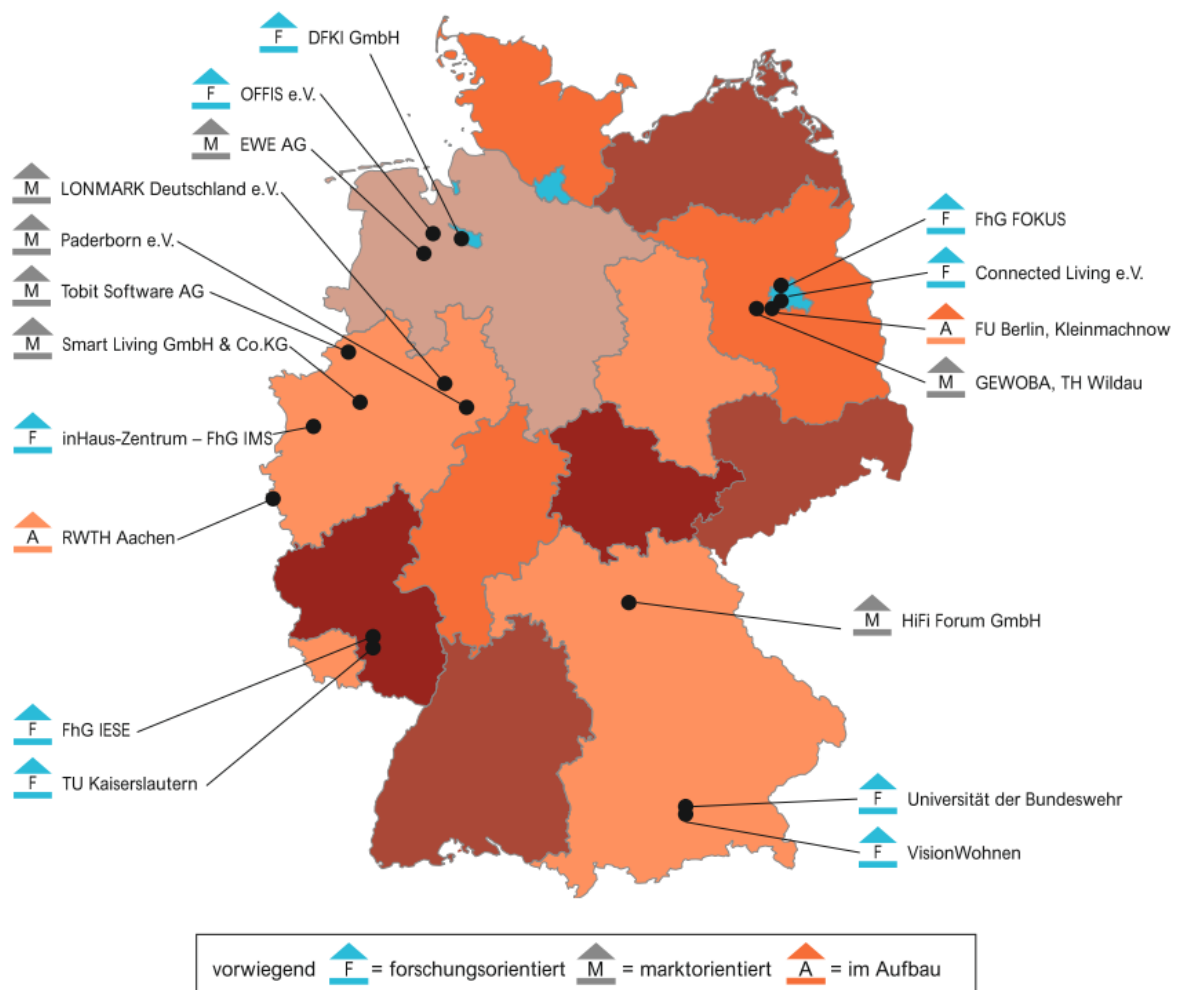 F DFKI GmbH
F OFFIS e.V.
M EWE AG
M LONMARK Deutschland e.V.
M Paderborn e.V.
M Tobit Software AG
M Smart Living GmbH & Co.KG
F inHaus-Zentrum – FhG IMS
A RWTH Aachen
F FhG IESE
F TU Kaiserslautern
F FhG FOKUS
F Connected Living e.V.
A FU Berlin, Kleinmachnow
M GEWOBA, TH Wildau
M HiFi Forum GmbH
F Universität der Bundeswehr
F VisionWohnen
vorwiegend F = forschungsorientiert M = marktorientiert A = im Aufbau